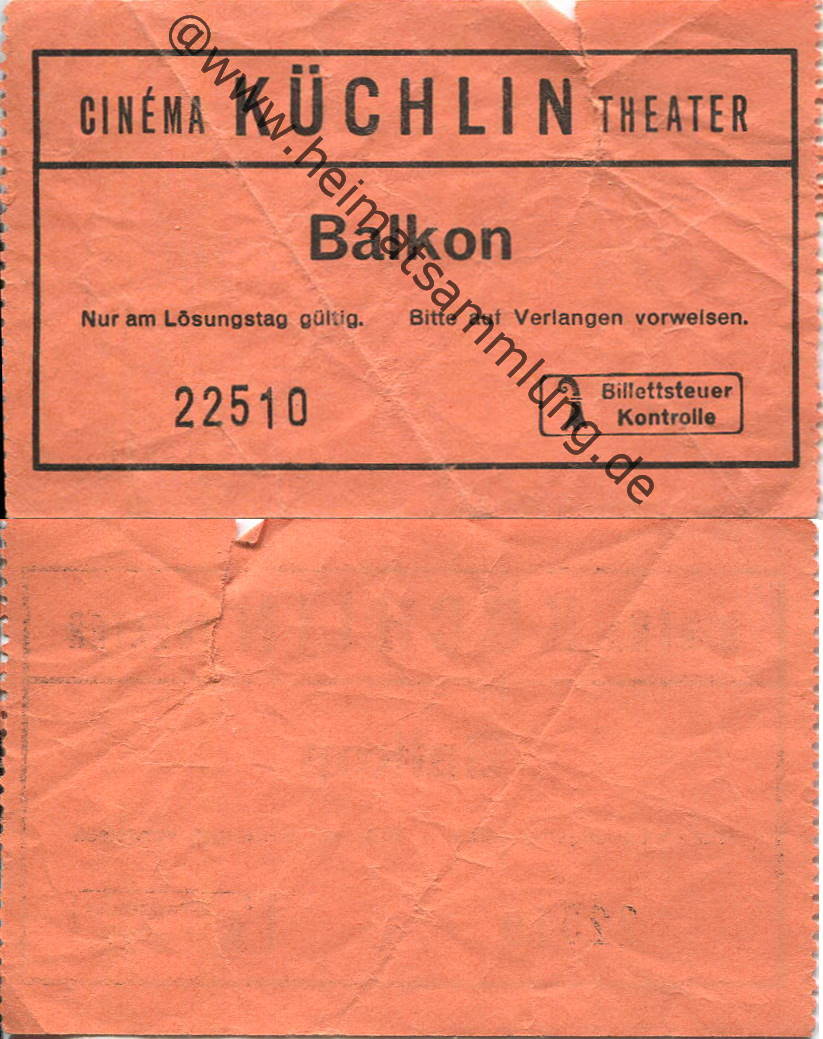 CINÉMA KÜCHLIN THEATER
Balkon
Nur am Lösungstag gültig. Bitte auf Verlangen vorweisen.
22510
Billettsteuer
Kontrolle
@www.heimatsammlung.de